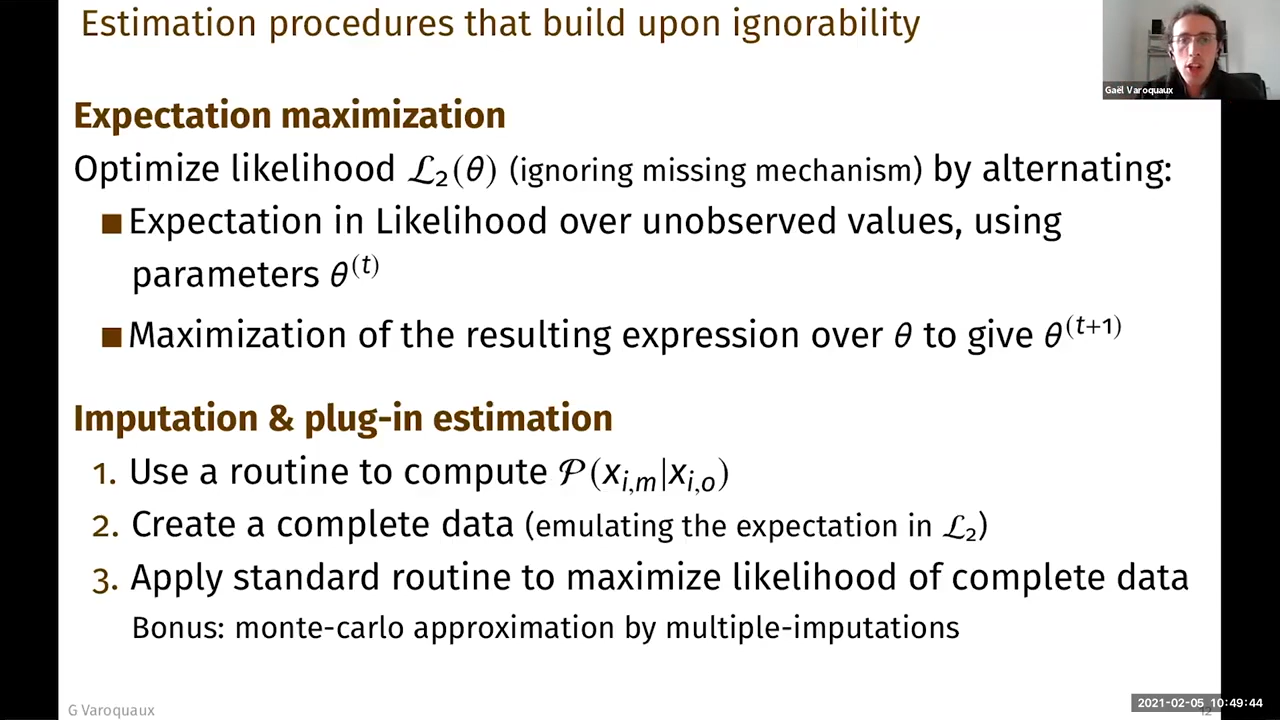 Estimation procedures that build upon ignorability
Gaël Varoquaux
Expectation maximization
Optimize likelihood ℒ₂(θ) (ignoring missing mechanism) by alternating:
■ Expectation in Likelihood over unobserved values, using
parameters θ⁽ᵗ⁾
■ Maximization of the resulting expression over θ to give θ⁽ᵗ⁺¹⁾
Imputation & plug-in estimation
1. Use a routine to compute 𝒫(x_{i,m}|x_{i,o})
2. Create a complete data (emulating the expectation in ℒ₂)
3. Apply standard routine to maximize likelihood of complete data
Bonus: monte-carlo approximation by multiple-imputations
G Varoquaux
2021-02-05 10:49:44
12